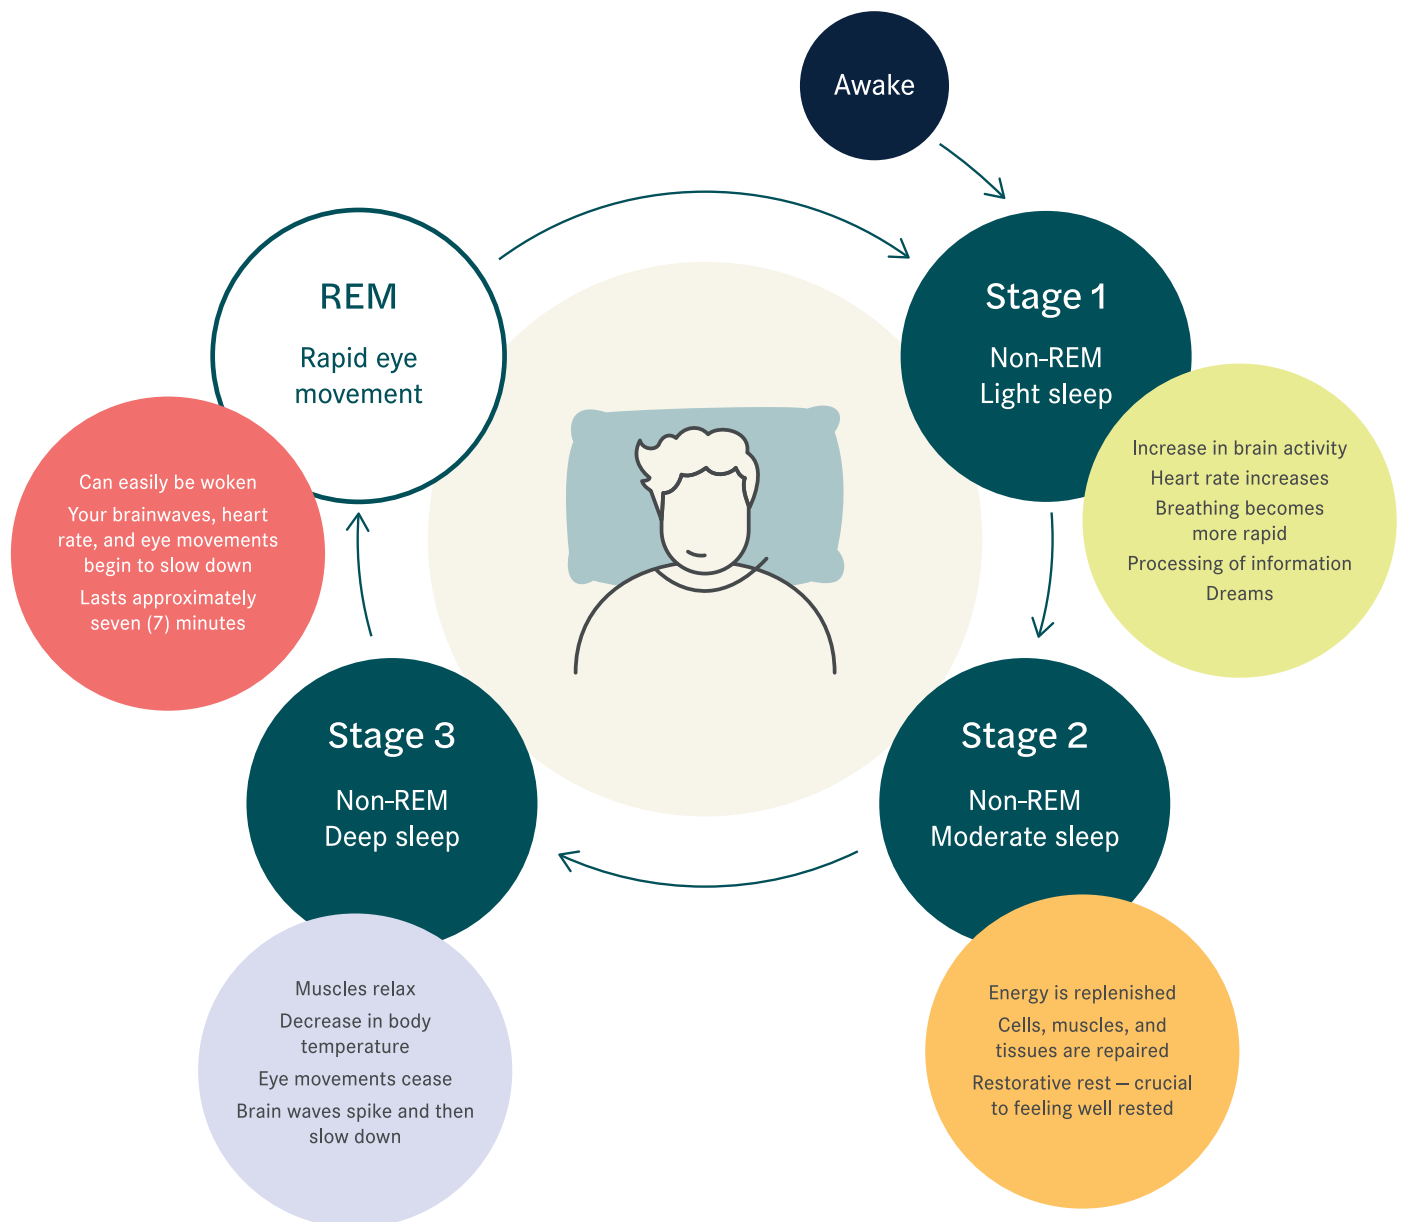 Awake
REM
Rapid eye
movement
Stage 1
Non-REM
Light sleep
Increase in brain activity
Heart rate increases
Breathing becomes
more rapid
Processing of information
Dreams
Can easily be woken
Your brainwaves, heart
rate, and eye movements
begin to slow down
Lasts approximately
seven (7) minutes
Stage 3
Non-REM
Deep sleep
Stage 2
Non-REM
Moderate sleep
Muscles relax
Decrease in body
temperature
Eye movements cease
Brain waves spike and then
slow down
Energy is replenished
Cells, muscles, and
tissues are repaired
Restorative rest – crucial
to feeling well rested